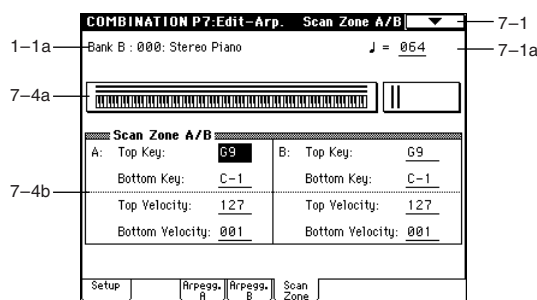 COMBINATION P7:Edit-Arp. Scan Zone A/B
7-1
1-1a
Bank B : 000: Stereo Piano ♩ = 064
7-1a
7-4a
Scan Zone A/B
A: Top Key: G9 B: Top Key: G9
Bottom Key: C-1 Bottom Key: C-1
7-4b
Top Velocity: 127 Top Velocity: 127
Bottom Velocity: 001 Bottom Velocity: 001
Setup Arpegg. A Arpegg. B Scan Zone